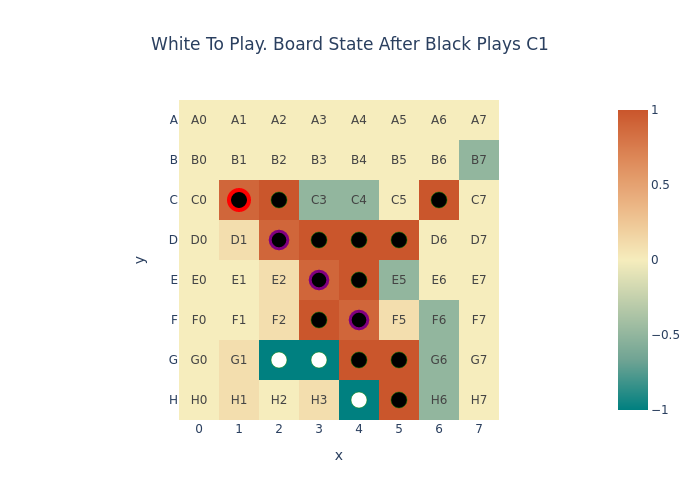 White To Play. Board State After Black Plays C1
A A0 A1 A2 A3 A4 A5 A6 A7 1
B B0 B1 B2 B3 B4 B5 B6 B7
C C0 C3 C4 C5 C7 0.5
D D0 D1 D6 D7
y E E0 E1 E2 E5 E6 E7 0
F F0 F1 F2 F5 F6 F7 −0.5
G G0 G1 G6 G7
H H0 H1 H2 H3 H6 H7 −1
0 1 2 3 4 5 6 7
x